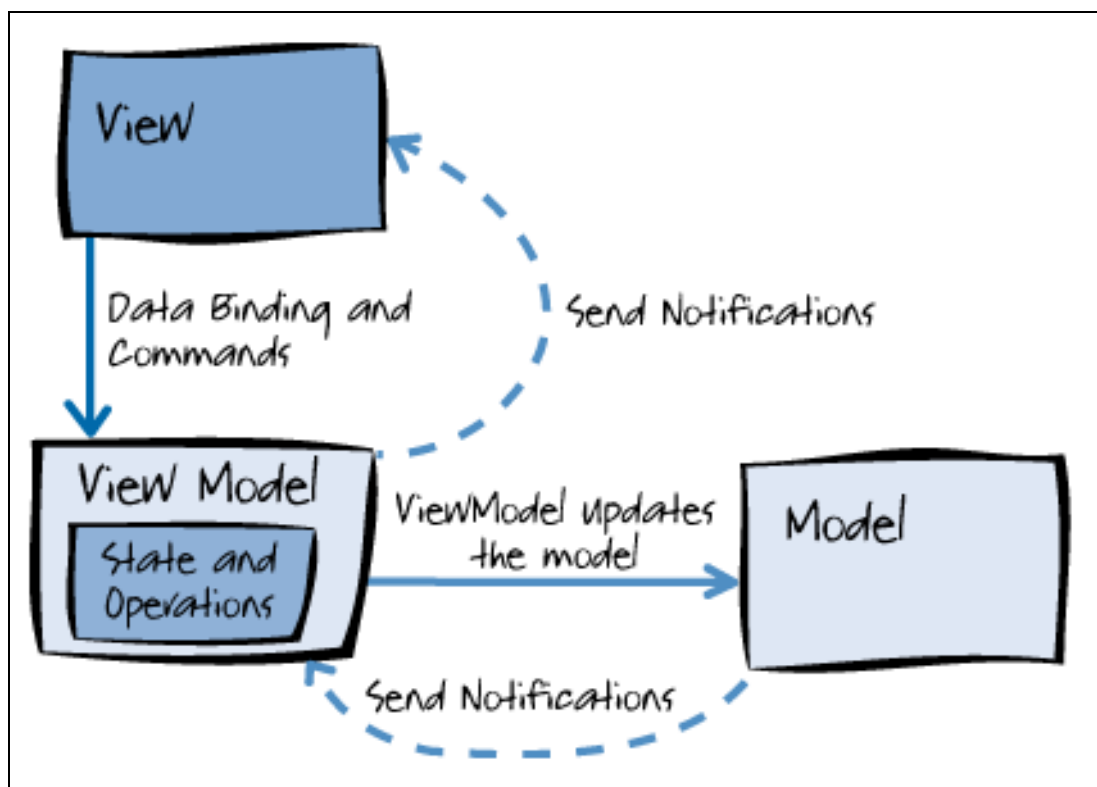 View
Data Binding and
Commands
Send Notifications
View Model
State and
Operations
ViewModel updates
the model
Model
Send Notifications